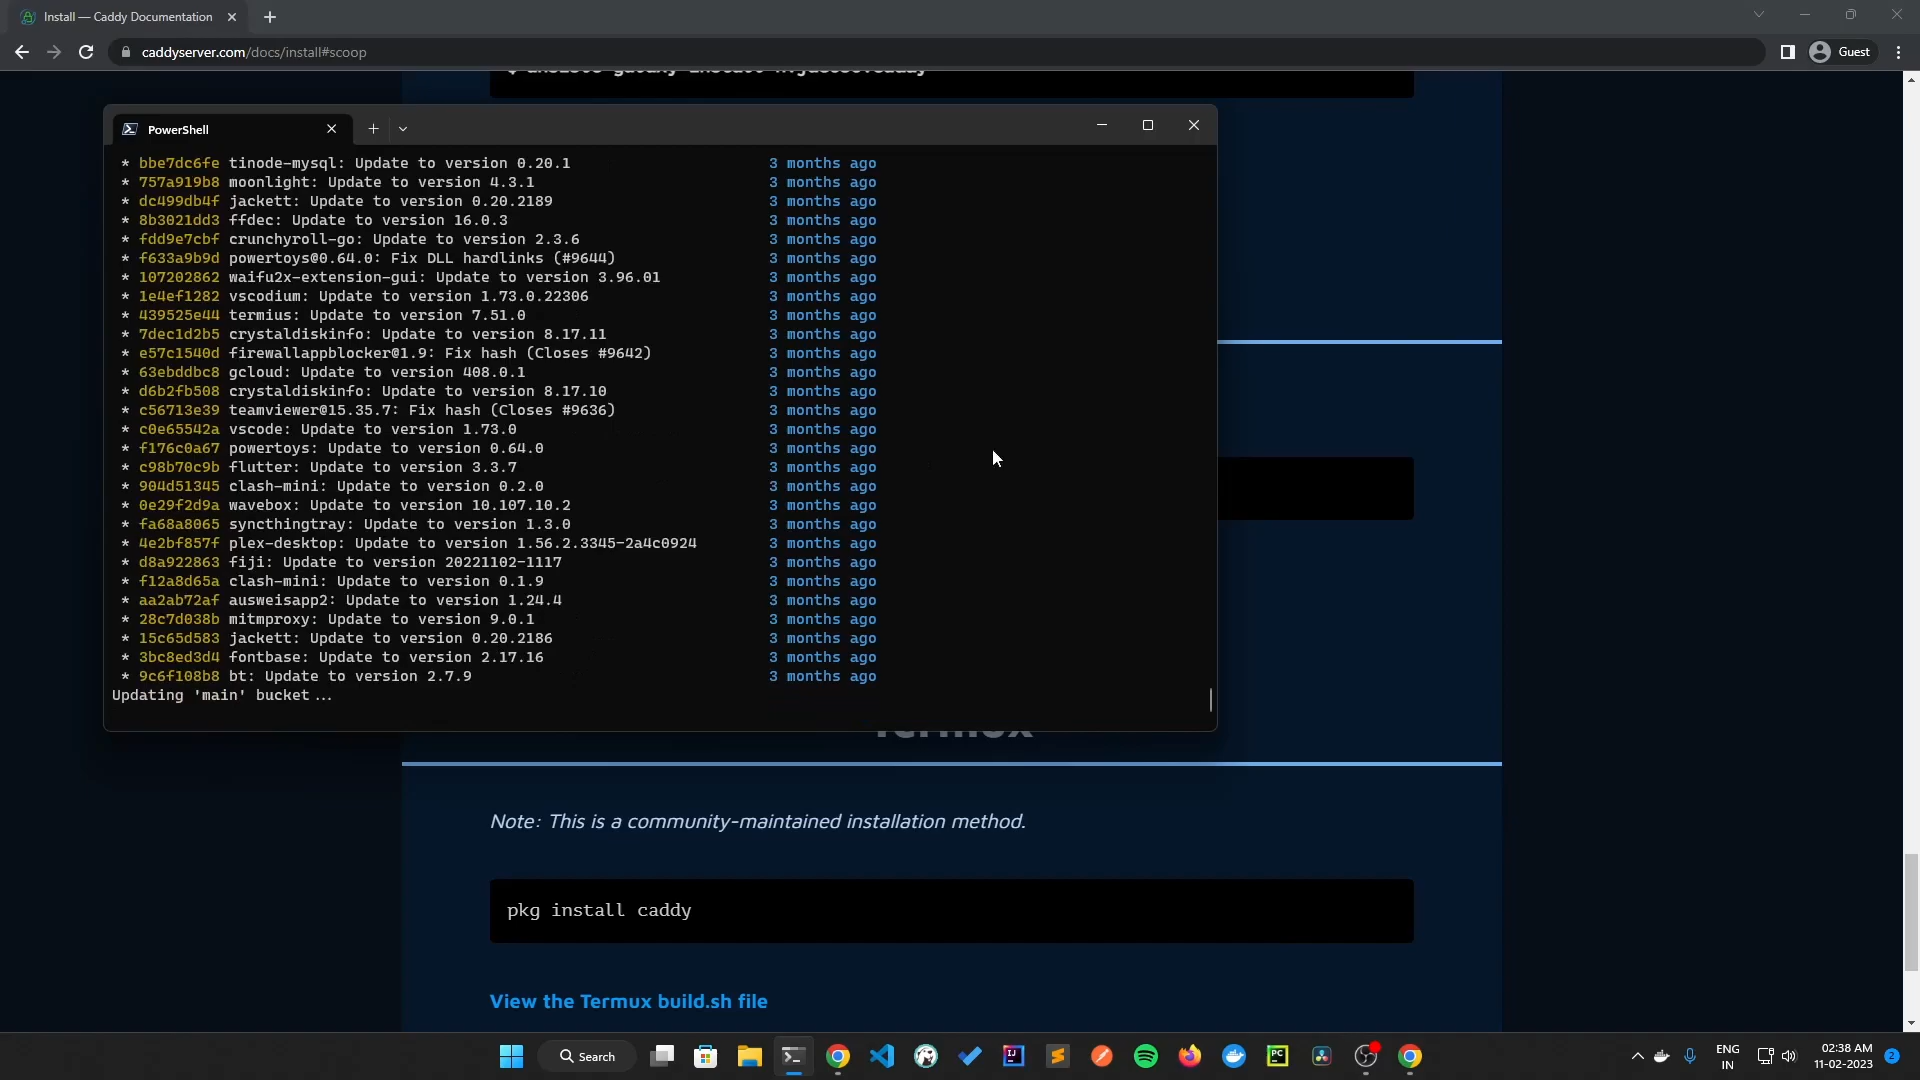 Install — Caddy Documentation
caddyserver.com/docs/install#scoop
Guest
PowerShell
* bbe7dc6fe tinode-mysql: Update to version 0.20.1 3 months ago
* 757a919b8 moonlight: Update to version 4.3.1 3 months ago
* dc499db4f jackett: Update to version 0.20.2189 3 months ago
* 8b3021dd3 ffdec: Update to version 16.0.3 3 months ago
* fdd9e7cbf crunchyroll-go: Update to version 2.3.6 3 months ago
* f633a9b9d powertoys@0.64.0: Fix DLL hardlinks (#9644) 3 months ago
* 107202862 waifu2x-extension-gui: Update to version 3.96.01 3 months ago
* 1e4ef1282 vscodium: Update to version 1.73.0.22306 3 months ago
* 439525e44 termius: Update to version 7.51.0 3 months ago
* 7dec1d2b5 crystaldiskinfo: Update to version 8.17.11 3 months ago
* e57c1540d firewallappblocker@1.9: Fix hash (Closes #9642) 3 months ago
* 63ebddbc8 gcloud: Update to version 408.0.1 3 months ago
* d6b2fb508 crystaldiskinfo: Update to version 8.17.10 3 months ago
* c56713e39 teamviewer@15.35.7: Fix hash (Closes #9636) 3 months ago
* c0e65542a vscode: Update to version 1.73.0 3 months ago
* f176c0a67 powertoys: Update to version 0.64.0 3 months ago
* c98b70c9b flutter: Update to version 3.3.7 3 months ago
* 904d51345 clash-mini: Update to version 0.2.0 3 months ago
* 0e29f2d9a wavebox: Update to version 10.107.10.2 3 months ago
* fa68a8065 syncthingtray: Update to version 1.3.0 3 months ago
* 4e2bf857f plex-desktop: Update to version 1.56.2.3345-2a4c0924 3 months ago
* d8a922863 fiji: Update to version 20221102-1117 3 months ago
* f12a8d65a clash-mini: Update to version 0.1.9 3 months ago
* aa2ab72af ausweisapp2: Update to version 1.24.4 3 months ago
* 28c7d038b mitmproxy: Update to version 9.0.1 3 months ago
* 15c65d583 jackett: Update to version 0.20.2186 3 months ago
* 3bc8ed3d4 fontbase: Update to version 2.17.16 3 months ago
* 9c6f108b8 bt: Update to version 2.7.9 3 months ago
Updating 'main' bucket...
Termux
Note: This is a community-maintained installation method.
pkg install caddy
View the Termux build.sh file
Search
ENG
IN
02:38 AM
11-02-2023
2